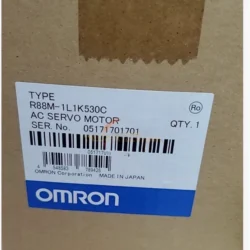 TYPE
R88M-1L1K530C
AC SERVO MOTOR
SER. No. 05171701701 QTY. 1
OMRON Corporation MADE IN JAPAN
OMRON